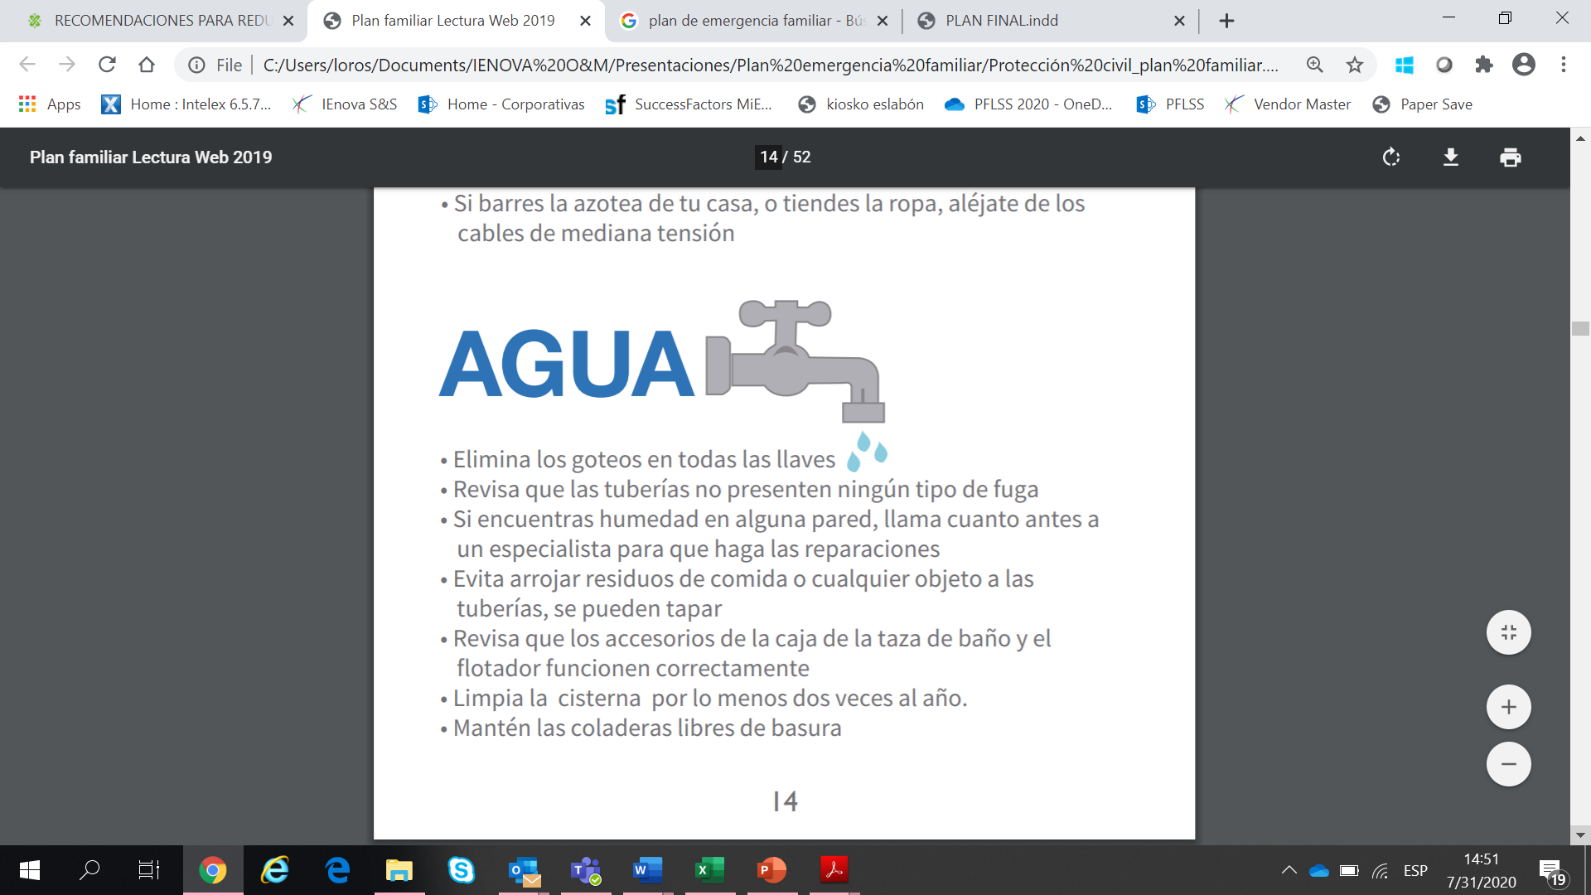 RECOMENDACIONES PARA REDU
Plan familiar Lectura Web 2019
plan de emergencia familiar - Bús
PLAN FINAL.indd
File
C:/Users/loros/Documents/IENOVA%20O&M/Presentaciones/Plan%20emergencia%20familiar/Protección%20civil_plan%20familiar....
Apps
Home : Intelex 6.5.7...
IEnova S&S
Home - Corporativas
SuccessFactors MiE...
kiosko eslabón
PFLSS 2020 - OneD...
PFLSS
Vendor Master
Paper Save
Plan familiar Lectura Web 2019
14 / 52
• Si barres la azotea de tu casa, o tiendes la ropa, aléjate de los
cables de mediana tensión
AGUA
• Elimina los goteos en todas las llaves
• Revisa que las tuberías no presenten ningún tipo de fuga
• Si encuentras humedad en alguna pared, llama cuanto antes a
un especialista para que haga las reparaciones
• Evita arrojar residuos de comida o cualquier objeto a las
tuberías, se pueden tapar
• Revisa que los accesorios de la caja de la taza de baño y el
flotador funcionen correctamente
• Limpia la  cisterna  por lo menos dos veces al año.
• Mantén las coladeras libres de basura
14
ESP
14:51
7/31/2020
19